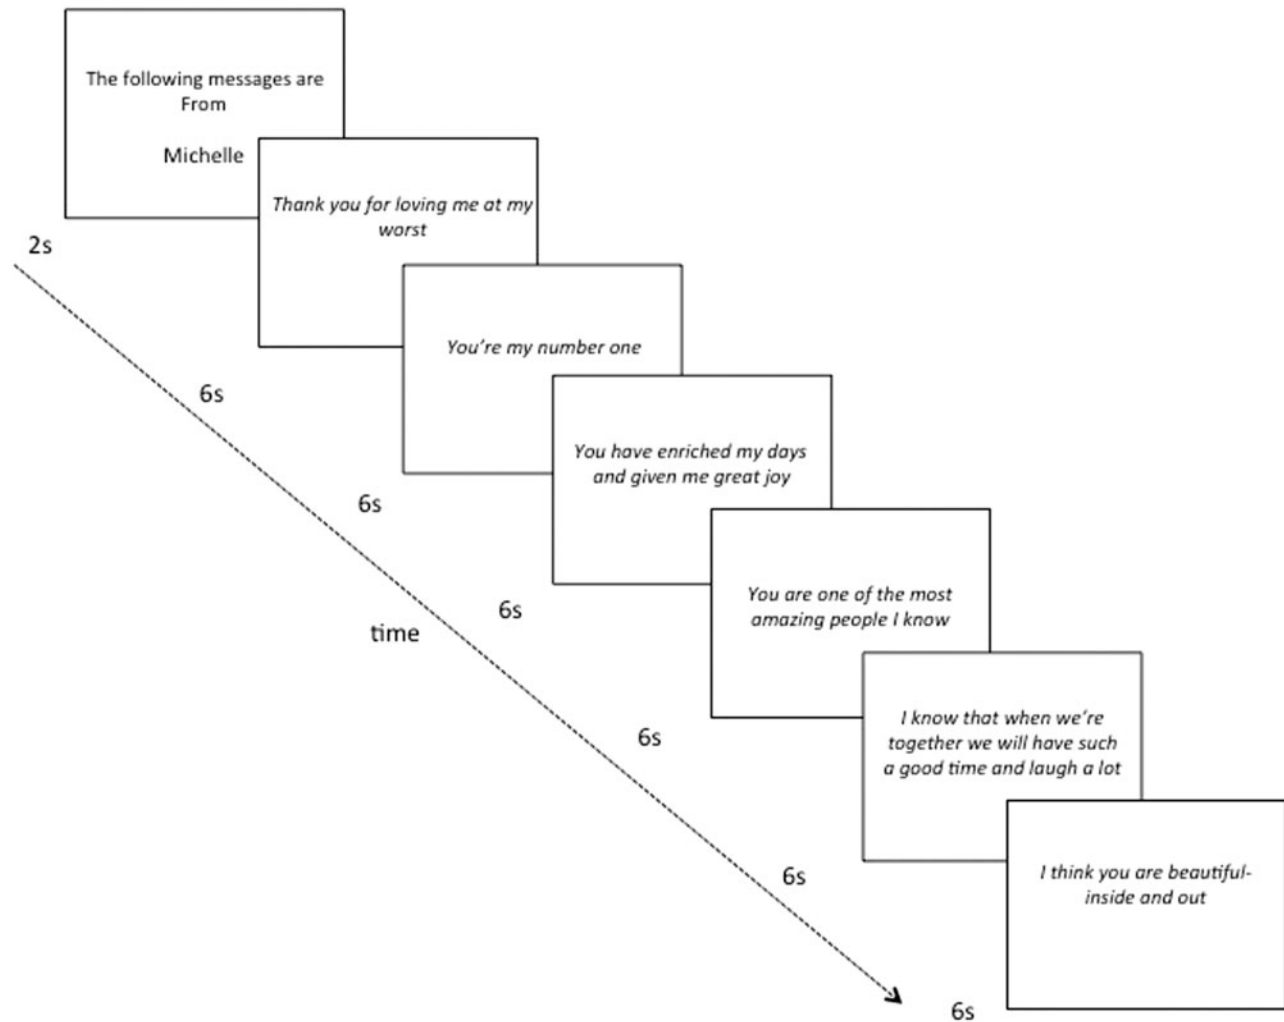 The following messages are
From
Michelle
2s
Thank you for loving me at my
worst
6s
You're my number one
6s
You have enriched my days
and given me great joy
6s
time
You are one of the most
amazing people I know
6s
I know that when we're
together we will have such
a good time and laugh a lot
6s
I think you are beautiful-
inside and out
6s